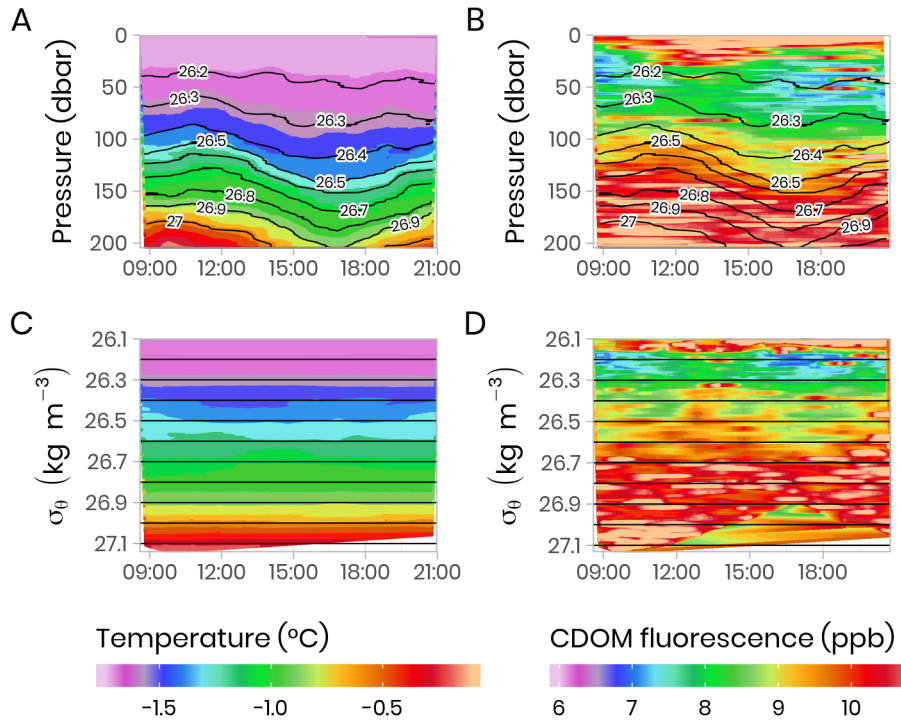 A
B
Pressure (dbar)
0
50
100
150
200
26.2
26.3
26.3
26.5
26.4
26.5
26.8
26.7
26.9
26.9
27
09:00 12:00 15:00 18:00 21:00
Pressure (dbar)
0
50
100
150
200
26.2
26.3
26.3
26.5
26.4
26.5
26.8
26.7
26.9
26.9
27
09:00 12:00 15:00 18:00
C
D
σθ (kg m−3)
26.1
26.3
26.5
26.7
26.9
27.1
09:00 12:00 15:00 18:00 21:00
σθ (kg m−3)
26.1
26.3
26.5
26.7
26.9
27.1
09:00 12:00 15:00 18:00
Temperature (°C)
-1.5 -1.0 -0.5
CDOM fluorescence (ppb)
6 7 8 9 10